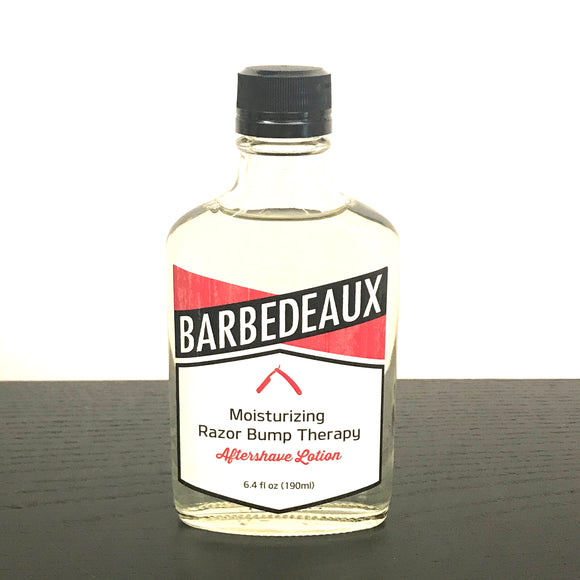 BARBEDEAUX
Moisturizing
Razor Bump Therapy
Aftershave Lotion
6.4 fl oz (190ml)